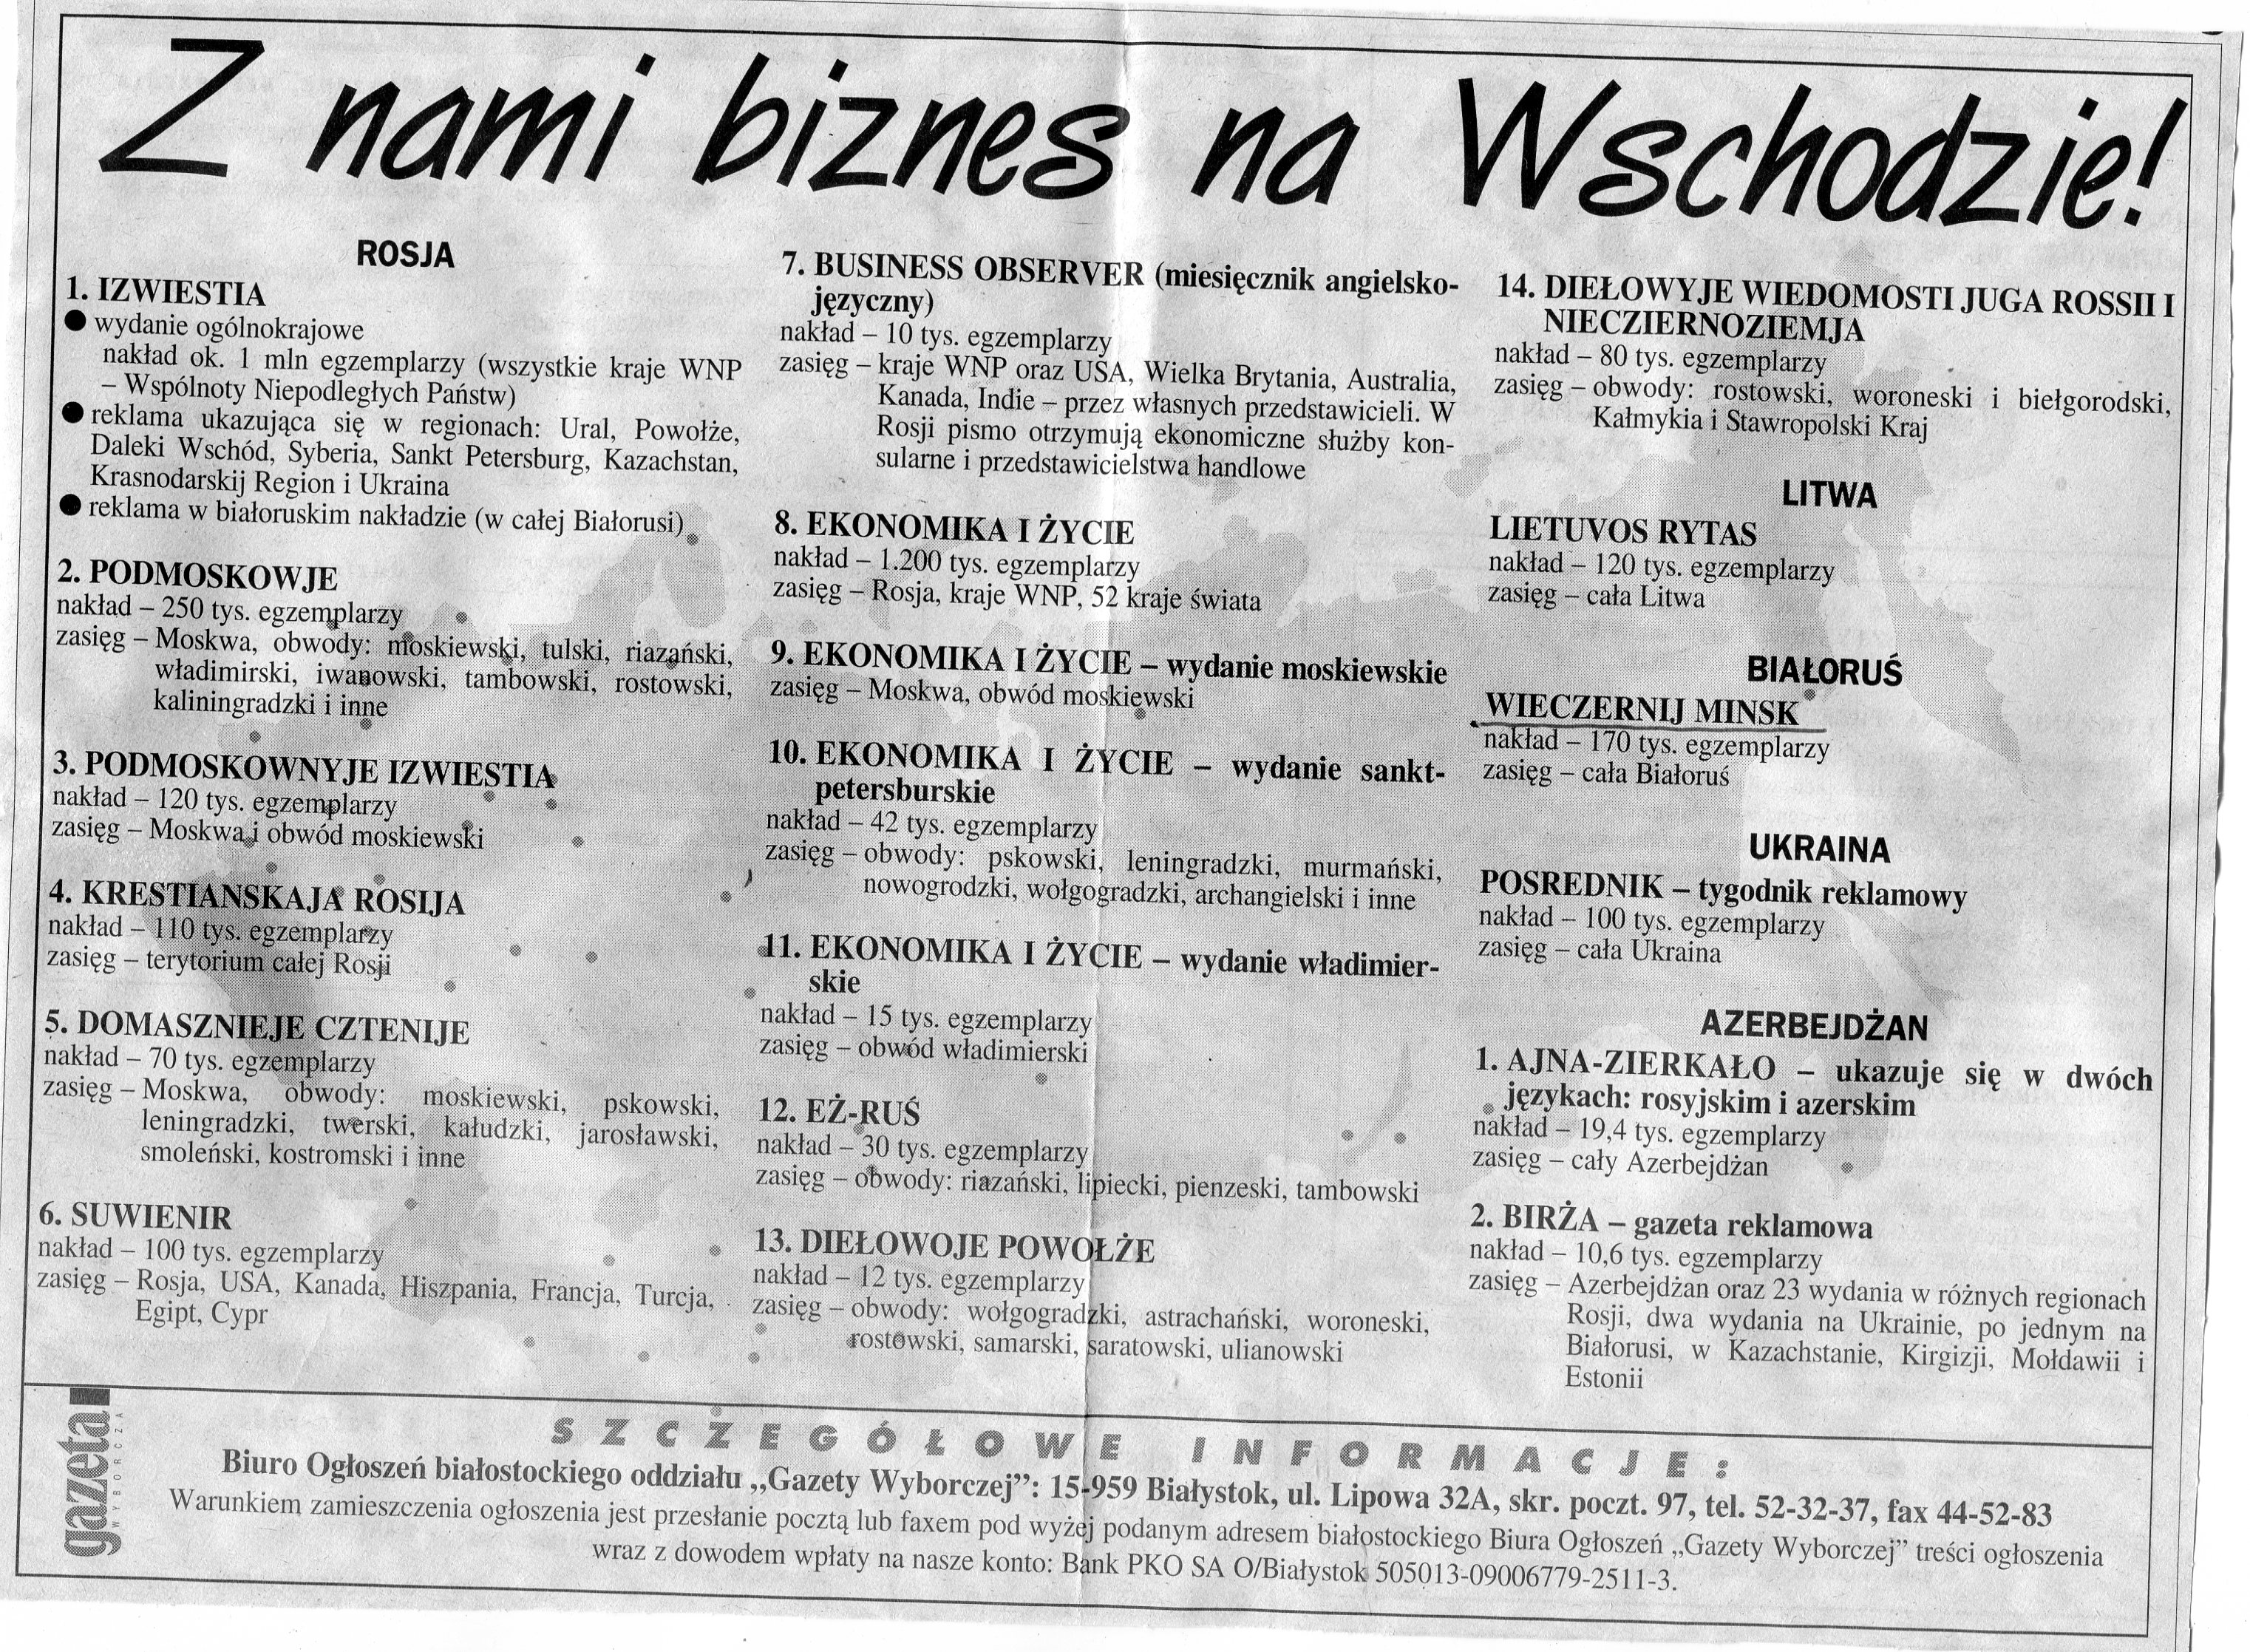 Z nami biznes na Wschodzie!
ROSJA
1. IZWIESTIA
● wydanie ogólnokrajowe
nakład ok. 1 mln egzemplarzy (wszystkie kraje WNP
– Wspólnoty Niepodległych Państw)
● reklama ukazująca się w regionach: Ural, Powołże,
Daleki Wschód, Syberia, Sankt Petersburg, Kazachstan,
Krasnodarskij Region i Ukraina
● reklama w białoruskim nakładzie (w całej Białorusi)
2. PODMOSKOWJE
nakład – 250 tys. egzemplarzy
zasięg – Moskwa, obwody: moskiewski, tulski, riazański,
władimirski, iwanowski, tambowski, rostowski,
kaliningradzki i inne
3. PODMOSKOWNYJE IZWIESTIA
nakład – 120 tys. egzemplarzy
zasięg – Moskwa i obwód moskiewski
4. KRESTIANSKAJA ROSIJA
nakład – 110 tys. egzemplarzy
zasięg – terytorium całej Rosji
5. DOMASZNIEJE CZTENIJE
nakład – 70 tys. egzemplarzy
zasięg – Moskwa, obwody: moskiewski, pskowski,
leningradzki, twerski, kałudzki, jarosławski,
smoleński, kostromski i inne
6. SUWIENIR
nakład – 100 tys. egzemplarzy
zasięg – Rosja, USA, Kanada, Hiszpania, Francja, Turcja,
Egipt, Cypr
7. BUSINESS OBSERVER (miesięcznik angielsko-
języczny)
nakład – 10 tys. egzemplarzy
zasięg – kraje WNP oraz USA, Wielka Brytania, Australia,
Kanada, Indie – przez własnych przedstawicieli. W
Rosji pismo otrzymują ekonomiczne służby kon-
sularne i przedstawicielstwa handlowe
8. EKONOMIKA I ŻYCIE
nakład – 1.200 tys. egzemplarzy
zasięg – Rosja, kraje WNP, 52 kraje świata
9. EKONOMIKA I ŻYCIE – wydanie moskiewskie
zasięg – Moskwa, obwód moskiewski
10. EKONOMIKA I ŻYCIE – wydanie sankt-
petersburskie
nakład – 42 tys. egzemplarzy
zasięg – obwody: pskowski, leningradzki, murmański,
nowogrodzki, wołgogradzki, archangielski i inne
11. EKONOMIKA I ŻYCIE – wydanie władimier-
skie
nakład – 15 tys. egzemplarzy
zasięg – obwód władimierski
12. EŻ-RUŚ
nakład – 30 tys. egzemplarzy
zasięg – obwody: riazański, lipiecki, pienzeski, tambowski
13. DIEŁOWOJE POWOŁŻE
nakład – 12 tys. egzemplarzy
zasięg – obwody: wołgogradzki, astrachański, woroneski,
rostowski, samarski, saratowski, ulianowski
14. DIEŁOWYJE WIEDOMOSTI JUGA ROSSII I
NIECZIERNOZIEMJA
nakład – 80 tys. egzemplarzy
zasięg – obwody: rostowski, woroneski i biełgorodski,
Kałmykia i Stawropolski Kraj
LITWA
LIETUVOS RYTAS
nakład – 120 tys. egzemplarzy
zasięg – cała Litwa
BIAŁORUŚ
WIECZERNIJ MINSK
nakład – 170 tys. egzemplarzy
zasięg – cała Białoruś
UKRAINA
POSREDNIK – tygodnik reklamowy
nakład – 100 tys. egzemplarzy
zasięg – cała Ukraina
AZERBEJDŻAN
1. AJNA-ZIERKAŁO – ukazuje się w dwóch
językach: rosyjskim i azerskim
nakład – 19,4 tys. egzemplarzy
zasięg – cały Azerbejdżan
2. BIRŻA – gazeta reklamowa
nakład – 10,6 tys. egzemplarzy
zasięg – Azerbejdżan oraz 23 wydania w różnych regionach
Rosji, dwa wydania na Ukrainie, po jednym na
Białorusi, w Kazachstanie, Kirgizji, Mołdawii i
Estonii
gazeta
WYBORCZA
SZCZEGÓŁOWE INFORMACJE:
Biuro Ogłoszeń białostockiego oddziału „Gazety Wyborczej”: 15-959 Białystok, ul. Lipowa 32A, skr. poczt. 97, tel. 52-32-37, fax 44-52-83
Warunkiem zamieszczenia ogłoszenia jest przesłanie pocztą lub faxem pod wyżej podanym adresem białostockiego Biura Ogłoszeń „Gazety Wyborczej” treści ogłoszenia
wraz z dowodem wpłaty na nasze konto: Bank PKO SA O/Białystok 505013-09006779-2511-3.